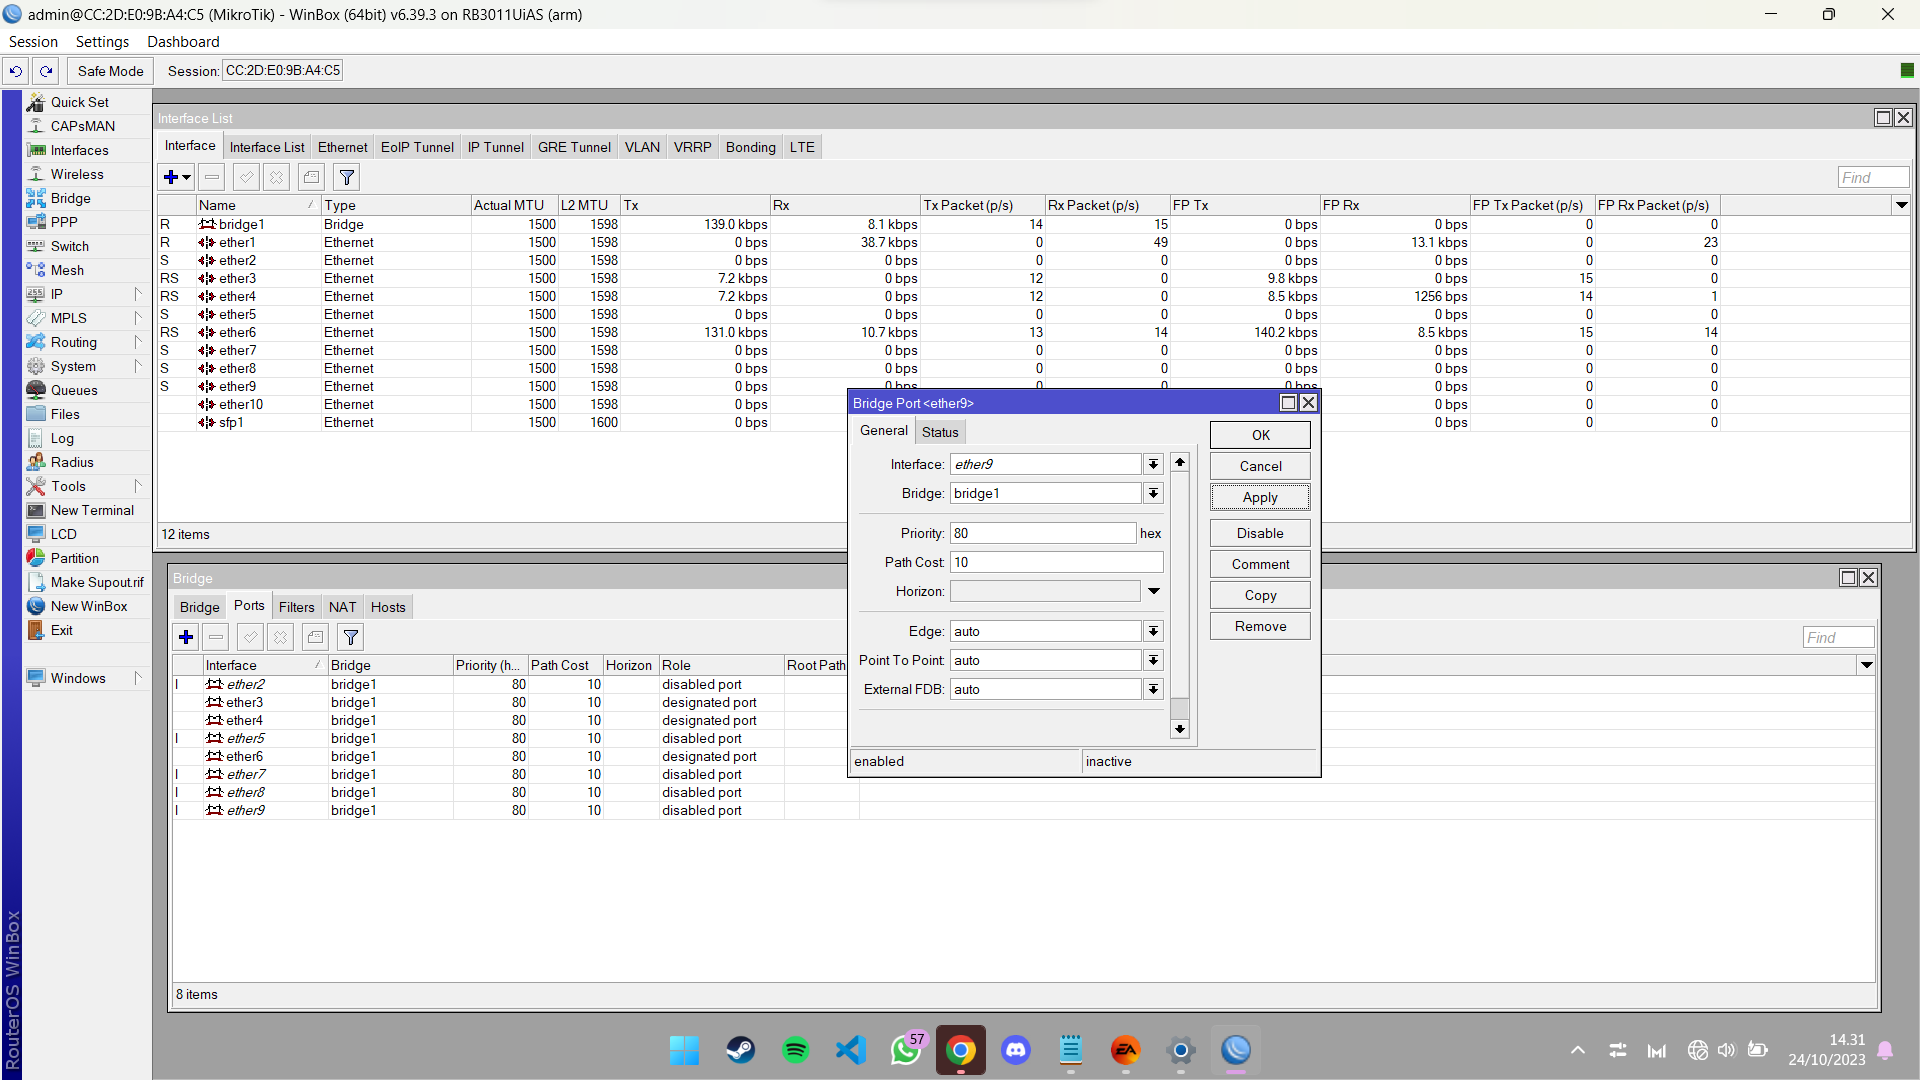 admin@CC:2D:E0:9B:A4:C5 (MikroTik) - WinBox (64bit) v6.39.3 on RB3011UiAS (arm)
Session Settings Dashboard
Safe Mode Session: CC:2D:E0:9B:A4:C5
Quick Set
CAPsMAN
Interfaces
Wireless
Bridge
PPP
Switch
Mesh
IP
MPLS
Routing
System
Queues
Files
Log
Radius
Tools
New Terminal
LCD
Partition
Make Supout.rif
New WinBox
Exit
Windows
RouterOS WinBox
Interface List
Interface Interface List Ethernet EoIP Tunnel IP Tunnel GRE Tunnel VLAN VRRP Bonding LTE
Find
Name Type Actual MTU L2 MTU Tx Rx Tx Packet (p/s) Rx Packet (p/s) FP Tx FP Rx FP Tx Packet (p/s) FP Rx Packet (p/s)
R bridge1 Bridge 1500 1598 139.0 kbps 8.1 kbps 14 15 0 bps 0 bps 0 0
R ether1 Ethernet 1500 1598 0 bps 38.7 kbps 0 49 0 bps 13.1 kbps 0 23
S ether2 Ethernet 1500 1598 0 bps 0 bps 0 0 0 bps 0 bps 0 0
RS ether3 Ethernet 1500 1598 7.2 kbps 0 bps 12 0 9.8 kbps 0 bps 15 0
RS ether4 Ethernet 1500 1598 7.2 kbps 0 bps 12 0 8.5 kbps 1256 bps 14 1
S ether5 Ethernet 1500 1598 0 bps 0 bps 0 0 0 bps 0 bps 0 0
RS ether6 Ethernet 1500 1598 131.0 kbps 10.7 kbps 13 14 140.2 kbps 8.5 kbps 15 14
S ether7 Ethernet 1500 1598 0 bps 0 bps 0 0 0 bps 0 bps 0 0
S ether8 Ethernet 1500 1598 0 bps 0 bps 0 0 0 bps 0 bps 0 0
S ether9 Ethernet 1500 1598 0 bps 0 bps 0 0 0 bps 0 bps 0 0
ether10 Ethernet 1500 1598 0 bps 0 bps 0 0
sfp1 Ethernet 1500 1600 0 bps 0 bps 0 0
12 items
Bridge Port <ether9>
General Status
Interface: ether9
Bridge: bridge1
Priority: 80 hex
Path Cost: 10
Horizon:
Edge: auto
Point To Point: auto
External FDB: auto
enabled inactive
OK
Cancel
Apply
Disable
Comment
Copy
Remove
Bridge
Bridge Ports Filters NAT Hosts
Find
Interface Bridge Priority (h... Path Cost Horizon Role Root Path
I ether2 bridge1 80 10 disabled port
ether3 bridge1 80 10 designated port
ether4 bridge1 80 10 designated port
I ether5 bridge1 80 10 disabled port
ether6 bridge1 80 10 designated port
I ether7 bridge1 80 10 disabled port
I ether8 bridge1 80 10 disabled port
I ether9 bridge1 80 10 disabled port
8 items
57
EA
14.31
24/10/2023